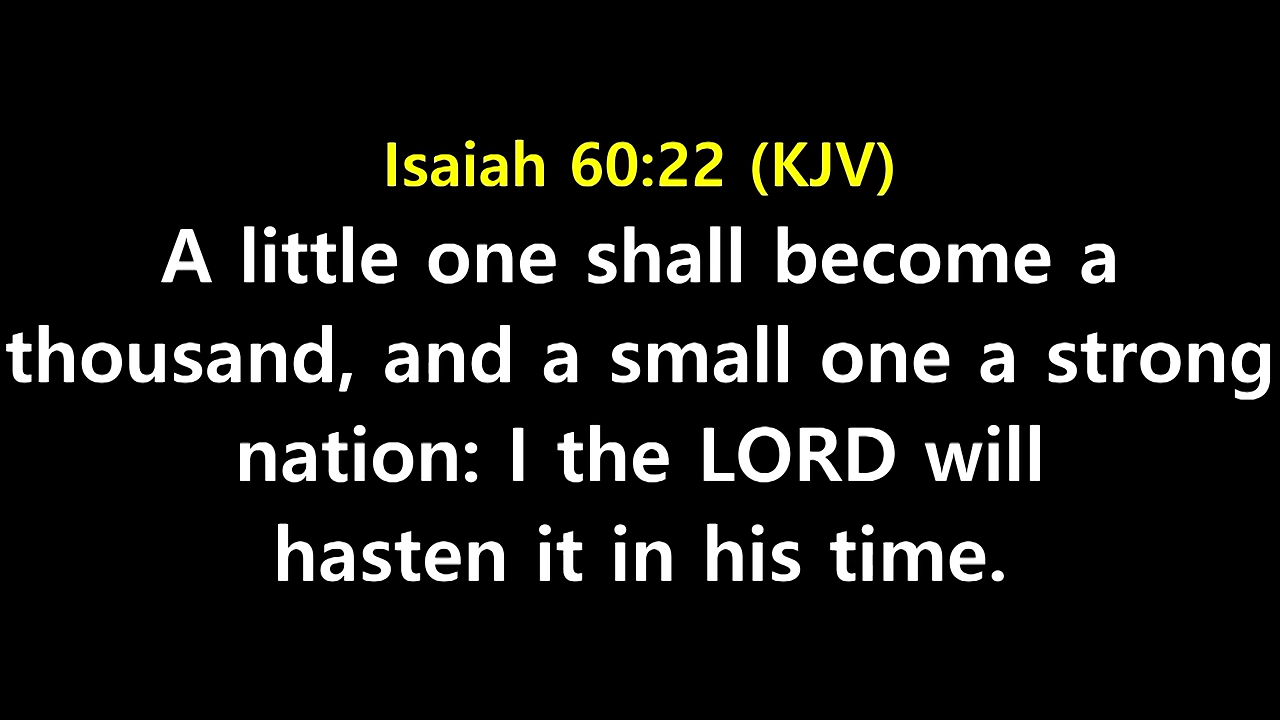 Isaiah 60:22 (KJV)
A little one shall become a
thousand, and a small one a strong
nation: I the LORD will
hasten it in his time.